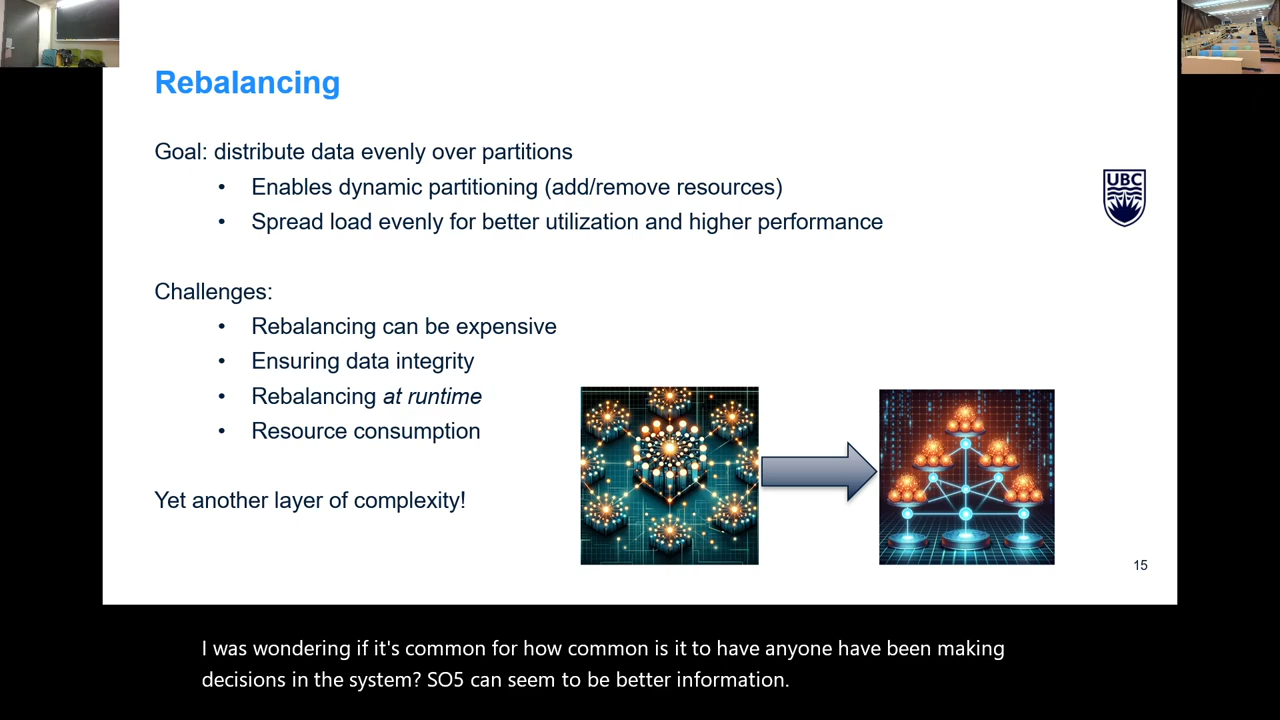 Rebalancing
Goal: distribute data evenly over partitions
• Enables dynamic partitioning (add/remove resources)
• Spread load evenly for better utilization and higher performance
UBC
Challenges:
• Rebalancing can be expensive
• Ensuring data integrity
• Rebalancing at runtime
• Resource consumption
Yet another layer of complexity!
15
I was wondering if it's common for how common is it to have anyone have been making
decisions in the system? SO5 can seem to be better information.